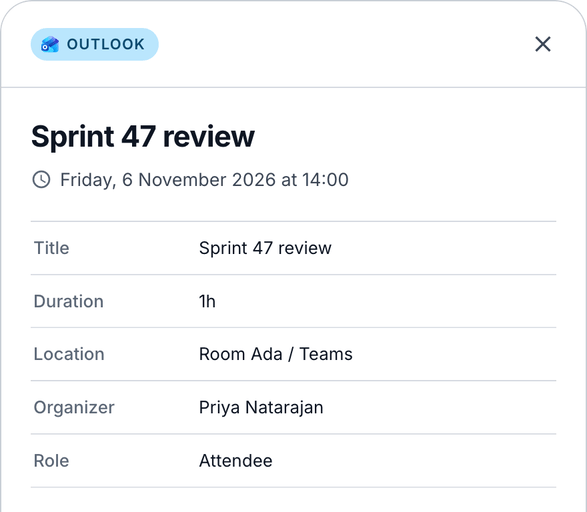 OUTLOOK
Sprint 47 review
Friday, 6 November 2026 at 14:00
Title Sprint 47 review
Duration 1h
Location Room Ada / Teams
Organizer Priya Natarajan
Role Attendee